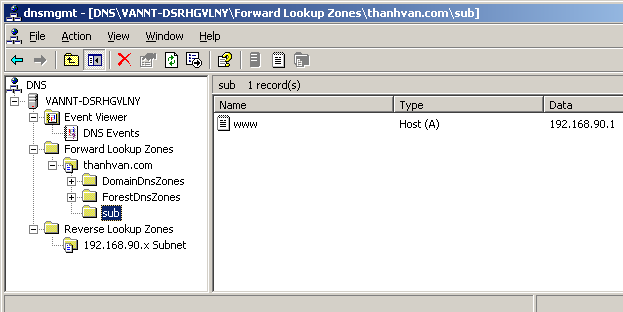 dnsmgmt - [DNS\VANNT-DSRHGVLNY\Forward Lookup Zones\thanhvan.com\sub]
File Action View Window Help
DNS
VANNT-DSRHGVLNY
Event Viewer
DNS Events
Forward Lookup Zones
thanhvan.com
DomainDnsZones
ForestDnsZones
sub
Reverse Lookup Zones
192.168.90.x Subnet
sub 1 record(s)
Name Type Data
www Host (A) 192.168.90.1